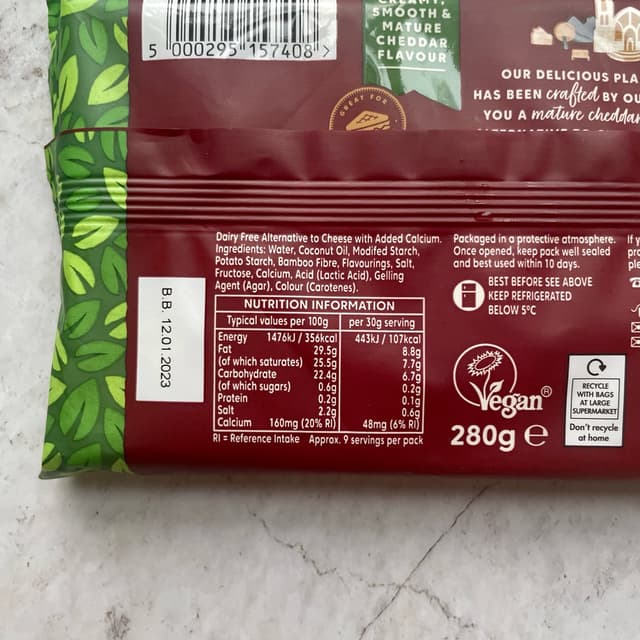 5 000295 157408 >
CREAMY,
SMOOTH &
MATURE
CHEDDAR
FLAVOUR
GREAT FOR
OUR DELICIOUS PLA
HAS BEEN crafted BY OU
YOU A mature cheddar
Dairy Free Alternative to Cheese with Added Calcium.
Ingredients: Water, Coconut Oil, Modifed Starch,
Potato Starch, Bamboo Fibre, Flavourings, Salt,
Fructose, Calcium, Acid (Lactic Acid), Gelling
Agent (Agar), Colour (Carotenes).
NUTRITION INFORMATION
Typical values per 100g per 30g serving
Energy 1476kJ / 356kcal 443kJ / 107kcal
Fat 29.5g 8.8g
(of which saturates) 25.5g 7.7g
Carbohydrate 22.4g 6.7g
(of which sugars) 0.6g 0.2g
Protein 0.2g 0.1g
Salt 2.2g 0.6g
Calcium 160mg (20% RI) 48mg (6% RI)
RI = Reference Intake Approx. 9 servings per pack
B.B. 12.01.2023
Packaged in a protective atmosphere.
Once opened, keep pack well sealed
and best used within 10 days.
BEST BEFORE SEE ABOVE
KEEP REFRIGERATED
BELOW 5°C
Vegan®
280g e
RECYCLE
WITH BAGS
AT LARGE
SUPERMARKET
Don't recycle
at home
If y
pro
ple